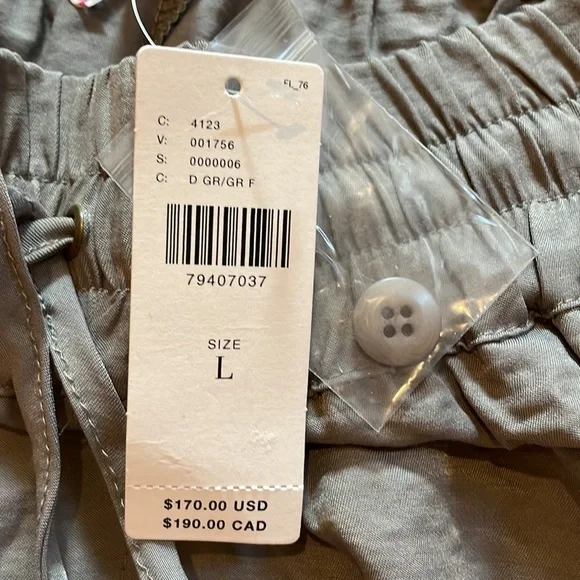 FL_76
C: 4123
V: 001756
S: 0000006
C: D GR/GR F
79407037
SIZE
L
$170.00 USD
$190.00 CAD